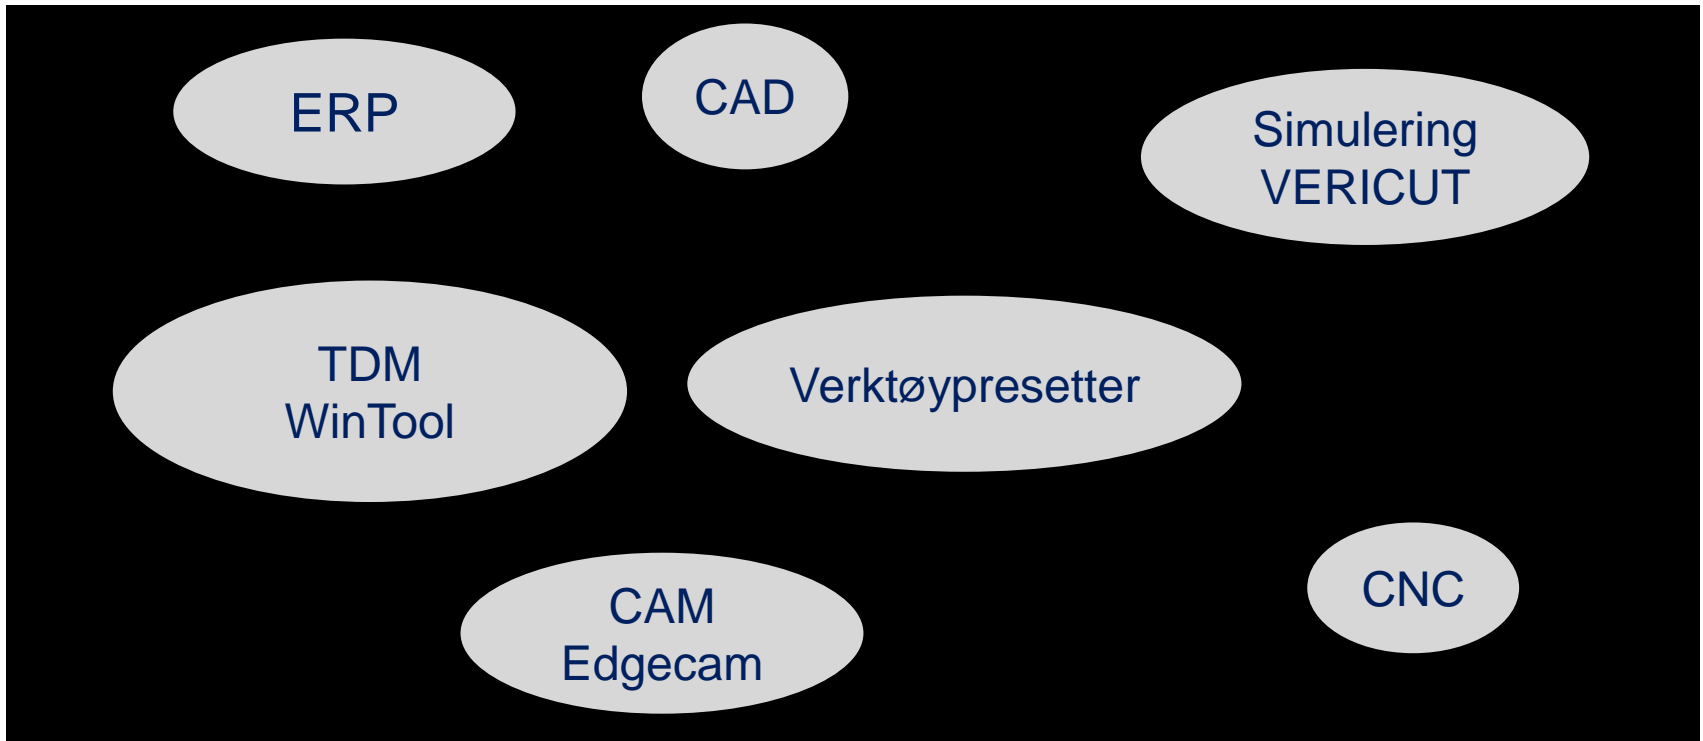 ERP
CAD
Simulering
VERICUT
TDM
WinTool
Verktøypresetter
CAM
Edgecam
CNC